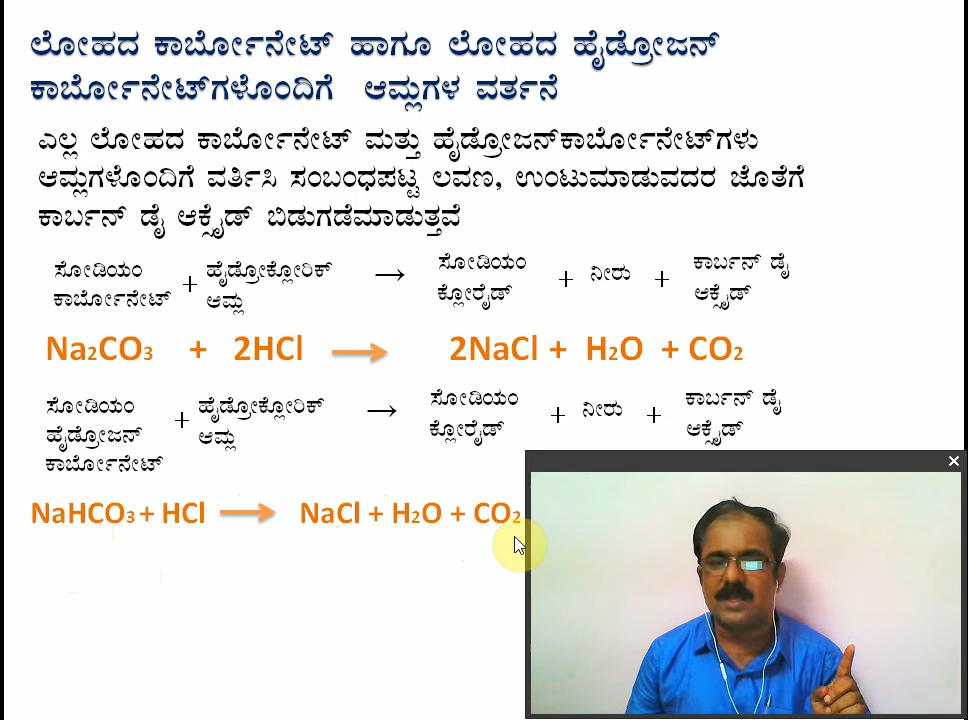 ಲೋಹದ ಕಾರ್ಬೋನೇಟ್ ಹಾಗೂ ಲೋಹದ ಹೈಡ್ರೋಜನ್
ಕಾರ್ಬೋನೇಟ್‌ಗಳೊಂದಿಗೆ ಆಮ್ಲಗಳ ವರ್ತನೆ
ಎಲ್ಲ ಲೋಹದ ಕಾರ್ಬೋನೇಟ್ ಮತ್ತು ಹೈಡ್ರೋಜನ್‌ಕಾರ್ಬೋನೇಟ್‌ಗಳು
ಆಮ್ಲಗಳೊಂದಿಗೆ ವರ್ತಿಸಿ ಸಂಬಂಧಪಟ್ಟ ಲವಣ, ಉಂಟುಮಾಡುವದರ ಜೊತೆಗೆ
ಕಾರ್ಬನ್ ಡೈ ಆಕ್ಸೈಡ್ ಬಿಡುಗಡೆಮಾಡುತ್ತವೆ
ಸೋಡಿಯಂ + ಹೈಡ್ರೋಕ್ಲೋರಿಕ್ → ಸೋಡಿಯಂ + ನೀರು + ಕಾರ್ಬನ್ ಡೈ
ಕಾರ್ಬೋನೇಟ್ ಆಮ್ಲ ಕ್ಲೋರೈಡ್ ಆಕ್ಸೈಡ್
Na₂CO₃ + 2HCl → 2NaCl + H₂O + CO₂
ಸೋಡಿಯಂ + ಹೈಡ್ರೋಕ್ಲೋರಿಕ್ → ಸೋಡಿಯಂ + ನೀರು + ಕಾರ್ಬನ್ ಡೈ
ಹೈಡ್ರೋಜನ್ ಆಮ್ಲ ಕ್ಲೋರೈಡ್ ಆಕ್ಸೈಡ್
ಕಾರ್ಬೋನೇಟ್
NaHCO₃ + HCl → NaCl + H₂O + CO₂